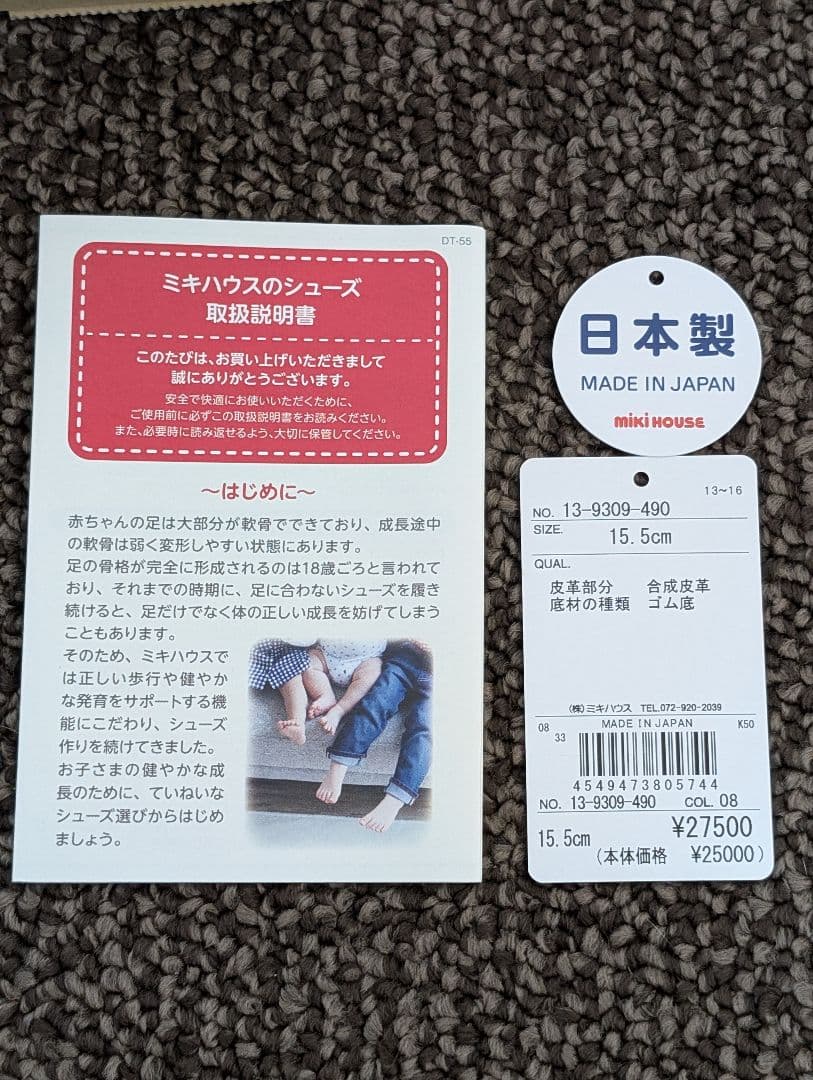 DT-55
ミキハウスのシューズ
取扱説明書
このたびは、お買い上げいただきまして
誠にありがとうございます。
安全で快適にお使いいただくために、
ご使用前に必ずこの取扱説明書をお読みください。
また、必要時に読み返せるよう、大切に保管してください。
～はじめに～
赤ちゃんの足は大部分が軟骨でできており、成長途中
の軟骨は弱く変形しやすい状態にあります。
足の骨格が完全に形成されるのは18歳ごろと言われて
おり、それまでの時期に、足に合わないシューズを履き
続けると、足だけでなく体の正しい成長を妨げてしまう
こともあります。
そのため、ミキハウスで
は正しい歩行や健やか
な発育をサポートする機
能にこだわり、シューズ
作りを続けてきました。
お子さまの健やかな成
長のために、ていねいな
シューズ選びからはじめ
ましょう。
日本製
MADE IN JAPAN
miKi HOUSE
13~16
NO. 13-9309-490
SIZE. 15.5cm
QUAL.
皮革部分 合成皮革
底材の種類 ゴム底
(株)ミキハウス TEL.072-920-2039
08 MADE IN JAPAN K50
33
4549473805744
NO. 13-9309-490 COL. 08
15.5cm ¥27500
(本体価格 ¥25000)